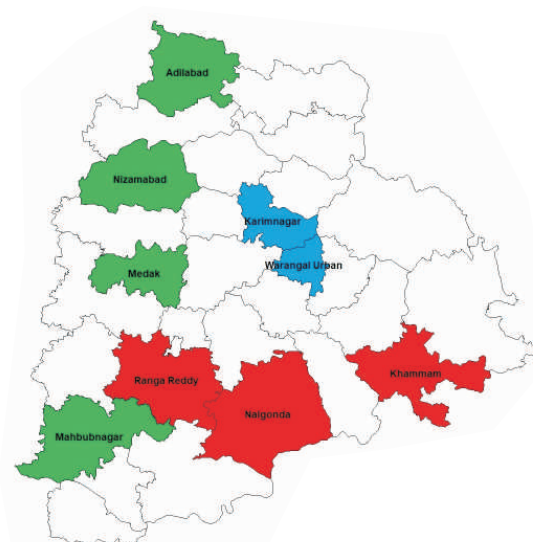 Adilabad
Nizamabad
Karimnagar
Warangal Urban
Medak
Ranga Reddy
Khammam
Nalgonda
Mahbubnagar